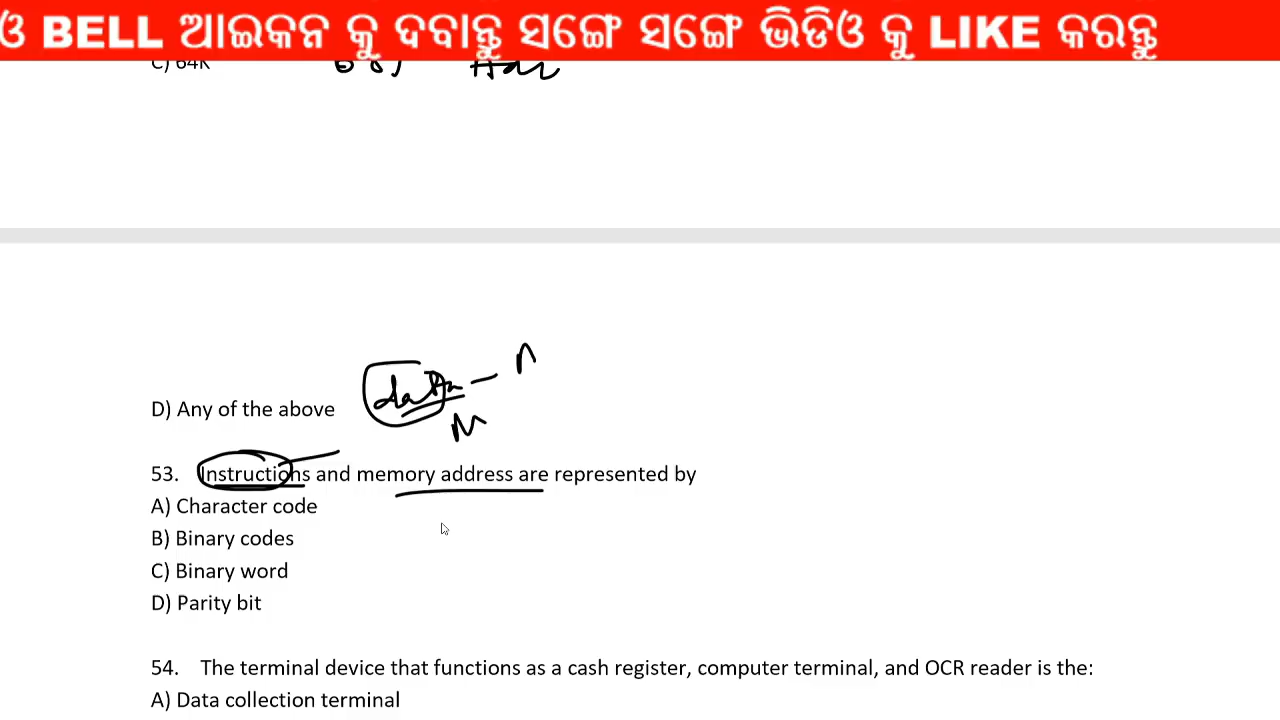 ଓ BELL ଆଇକନ କୁ ଦବାନ୍ତୁ ସଙ୍ଗେ ସଙ୍ଗେ ଭିଡିଓ କୁ LIKE କରନ୍ତୁ
C) 64K
data
M
D) Any of the above
53. Instructions and memory address are represented by
A) Character code
B) Binary codes
C) Binary word
D) Parity bit
54. The terminal device that functions as a cash register, computer terminal, and OCR reader is the:
A) Data collection terminal